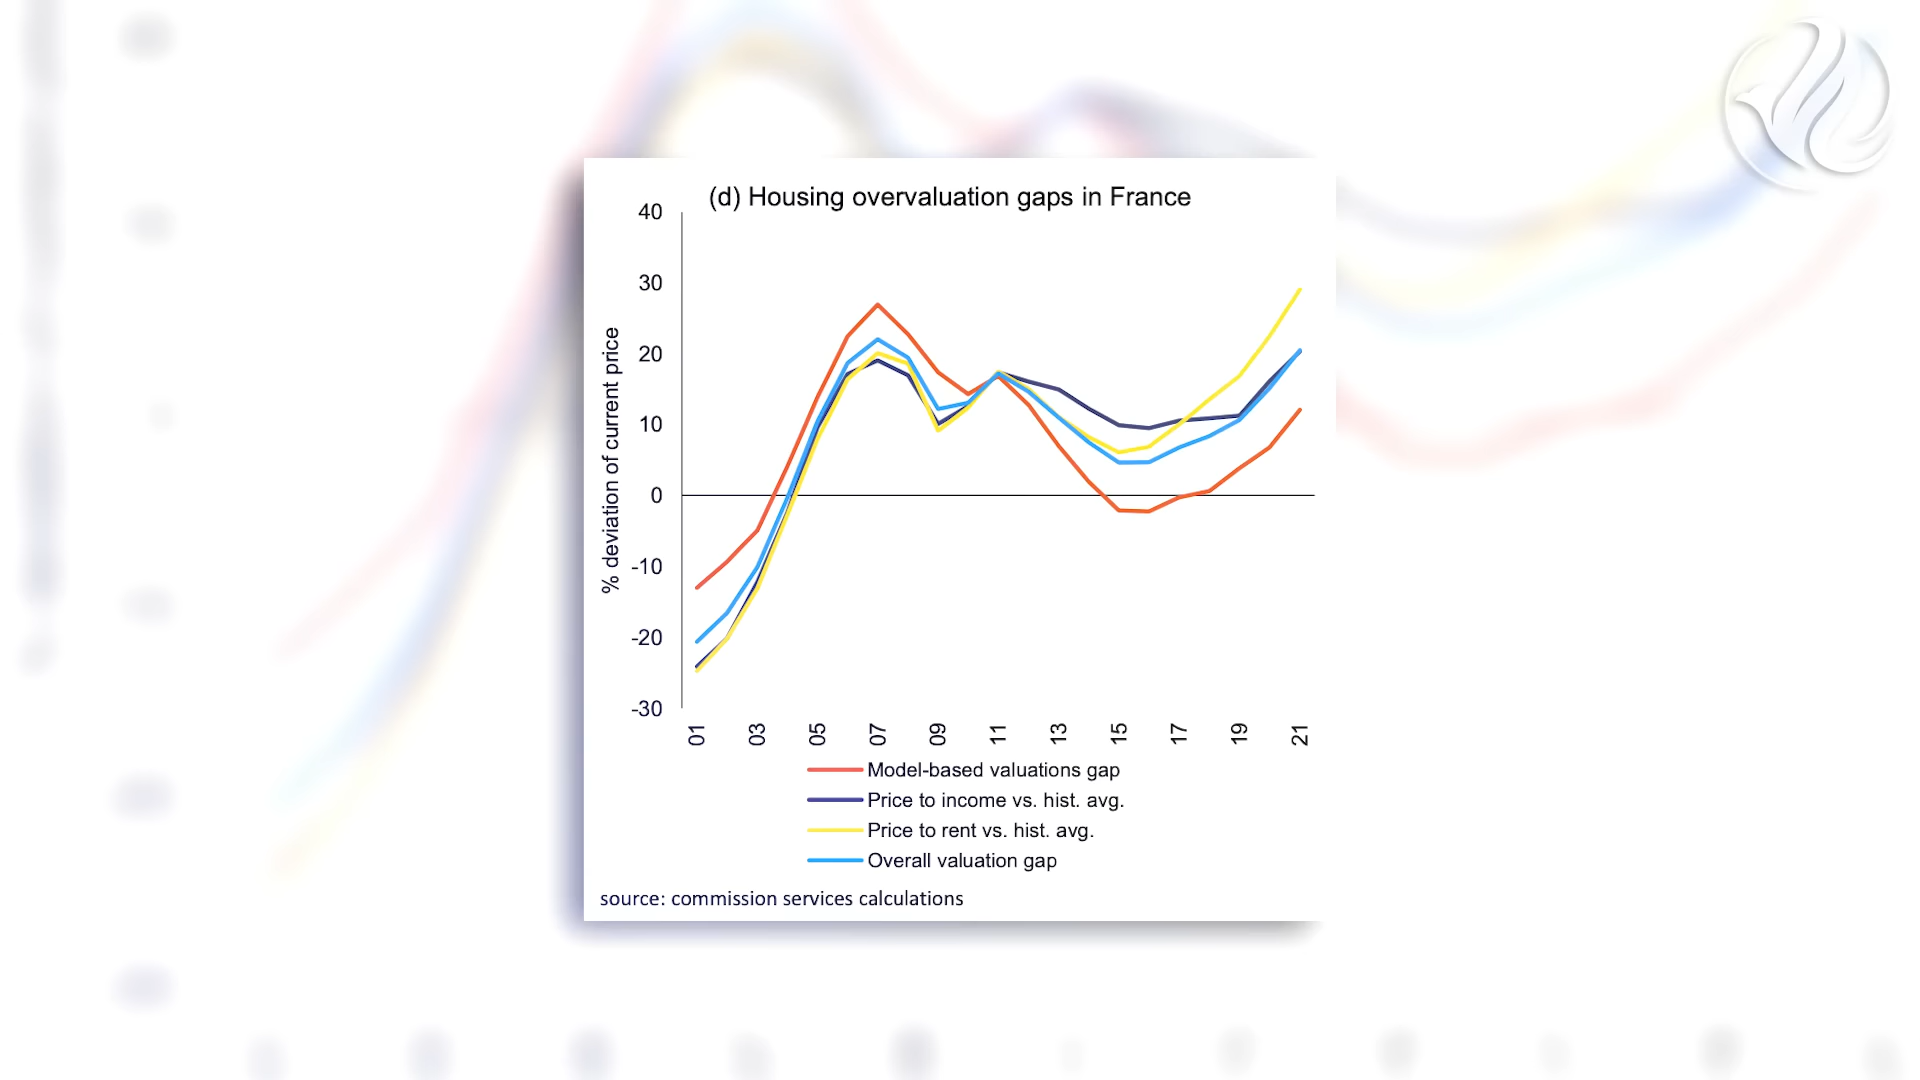 (d) Housing overvaluation gaps in France
40
30
20
10
0
-10
-20
-30
% deviation of current price
01 03 05 07 09 11 13 15 17 19 21
Model-based valuations gap
Price to income vs. hist. avg.
Price to rent vs. hist. avg.
Overall valuation gap
source: commission services calculations